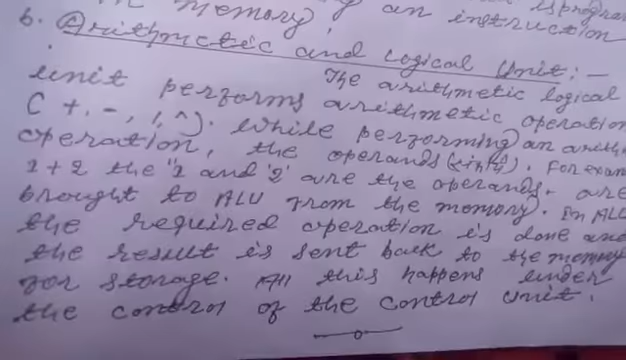 in memory, an instruction
6. Arithmetic and Logical Unit:-
The arithmetic logical
unit performs arithmetic operation
(+, -, /, ^). While performing an arith
operation, the operands For exam
1+2 the '1 and '2' are the operands. are
brought to ALU from the memory. In ALU
the required operation is done and
the result is sent back to the memory
for storage. All this happens under
the control of the control unit.